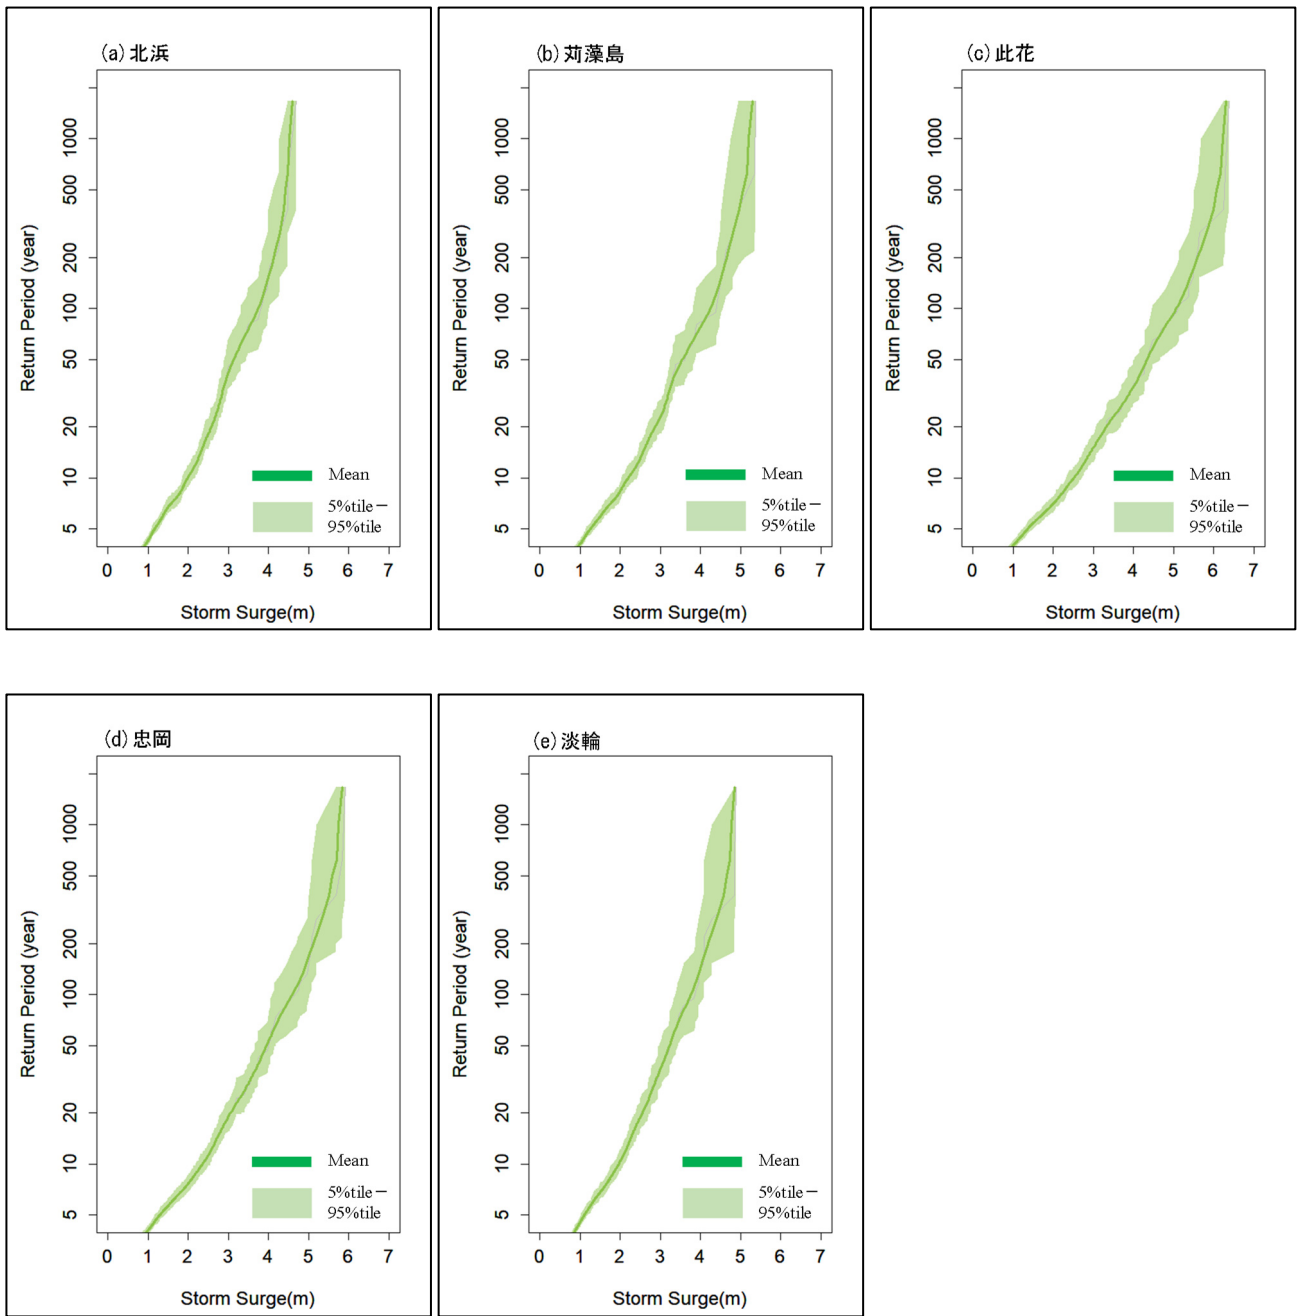 (a)北浜
Return Period (year)
1000
500
200
100
50
20
10
5
Mean
5%tile－
95%tile
0 1 2 3 4 5 6 7
Storm Surge(m)
(b)苅藻島
Return Period (year)
1000
500
200
100
50
20
10
5
Mean
5%tile－
95%tile
0 1 2 3 4 5 6 7
Storm Surge(m)
(c)此花
Return Period (year)
1000
500
200
100
50
20
10
5
Mean
5%tile－
95%tile
0 1 2 3 4 5 6 7
Storm Surge(m)
(d)忠岡
Return Period (year)
1000
500
200
100
50
20
10
5
Mean
5%tile－
95%tile
0 1 2 3 4 5 6 7
Storm Surge(m)
(e)淡輪
Return Period (year)
1000
500
200
100
50
20
10
5
Mean
5%tile－
95%tile
0 1 2 3 4 5 6 7
Storm Surge(m)